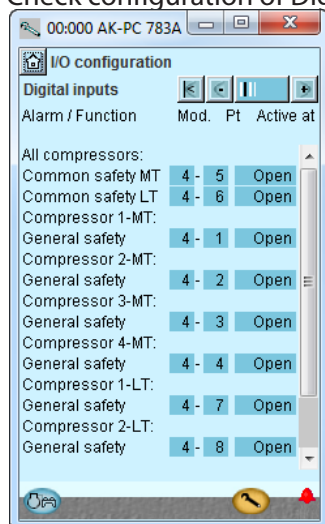 Check configuration of Di
00:000 AK-PC 783A
I/O configuration
Digital inputs
Alarm / Function Mod. Pt Active at
All compressors:
Common safety MT 4 - 5 Open
Common safety LT 4 - 6 Open
Compressor 1-MT:
General safety 4 - 1 Open
Compressor 2-MT:
General safety 4 - 2 Open
Compressor 3-MT:
General safety 4 - 3 Open
Compressor 4-MT:
General safety 4 - 4 Open
Compressor 1-LT:
General safety 4 - 7 Open
Compressor 2-LT:
General safety 4 - 8 Open